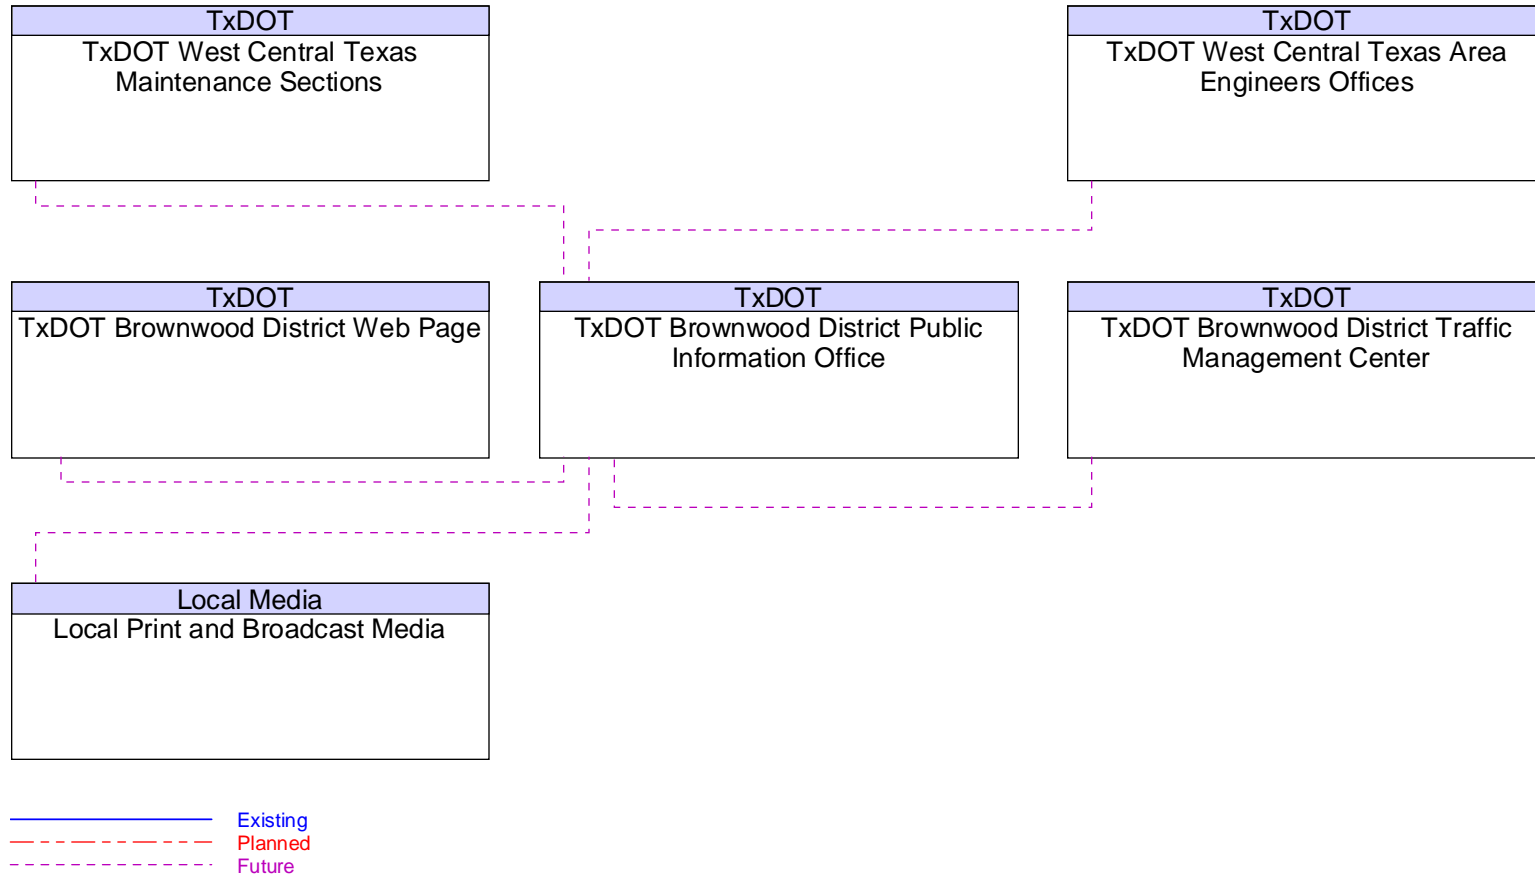 TxDOT
TxDOT West Central Texas
Maintenance Sections
TxDOT
TxDOT West Central Texas Area
Engineers Offices
TxDOT
TxDOT Brownwood District Web Page
TxDOT
TxDOT Brownwood District Public
Information Office
TxDOT
TxDOT Brownwood District Traffic
Management Center
Local Media
Local Print and Broadcast Media
Existing
Planned
Future